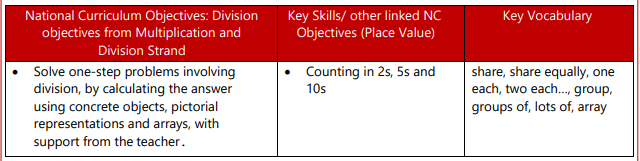 National Curriculum Objectives: Division
objectives from Multiplication and
Division Strand
Key Skills/ other linked NC
Objectives (Place Value)
Key Vocabulary
• Solve one-step problems involving
division, by calculating the answer
using concrete objects, pictorial
representations and arrays, with
support from the teacher.
• Counting in 2s, 5s and
10s
share, share equally, one
each, two each…, group,
groups of, lots of, array